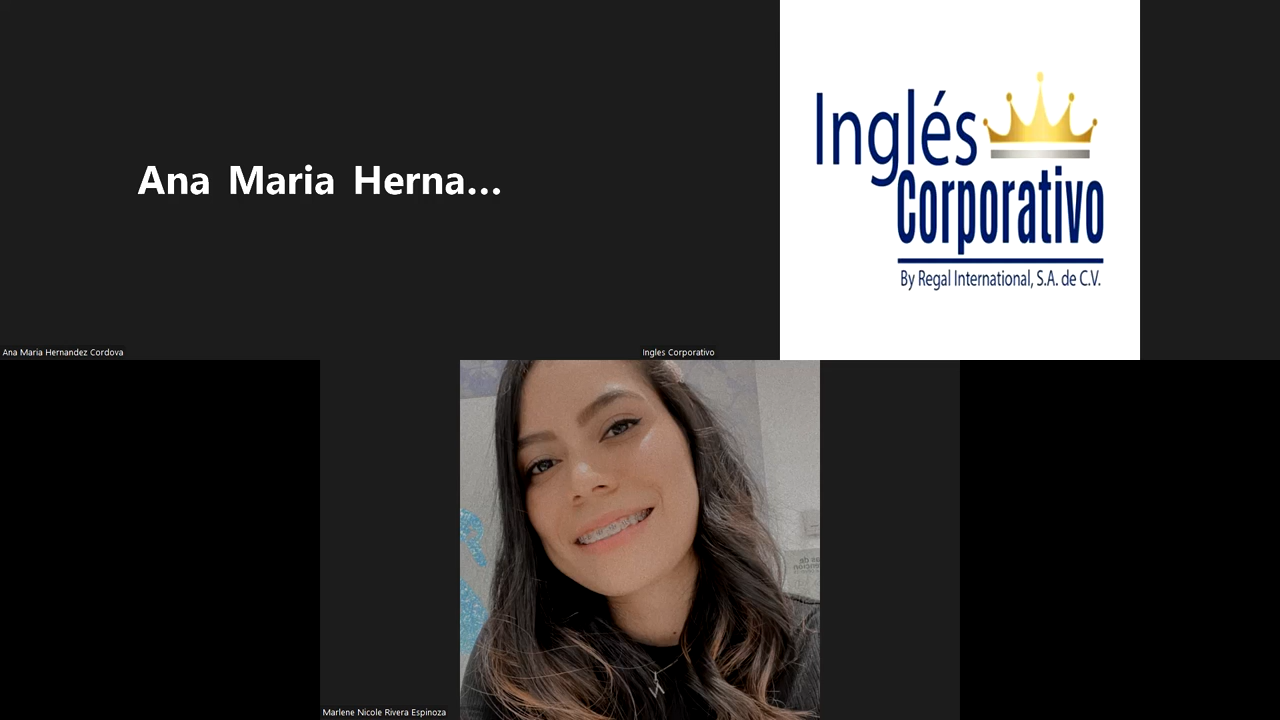 Ana Maria Herna...
Inglés
Corporativo
By Regal International, S.A. de C.V.
Ana Maria Hernandez Cordova
Ingles Corporativo
Marlene Nicole Rivera Espinoza